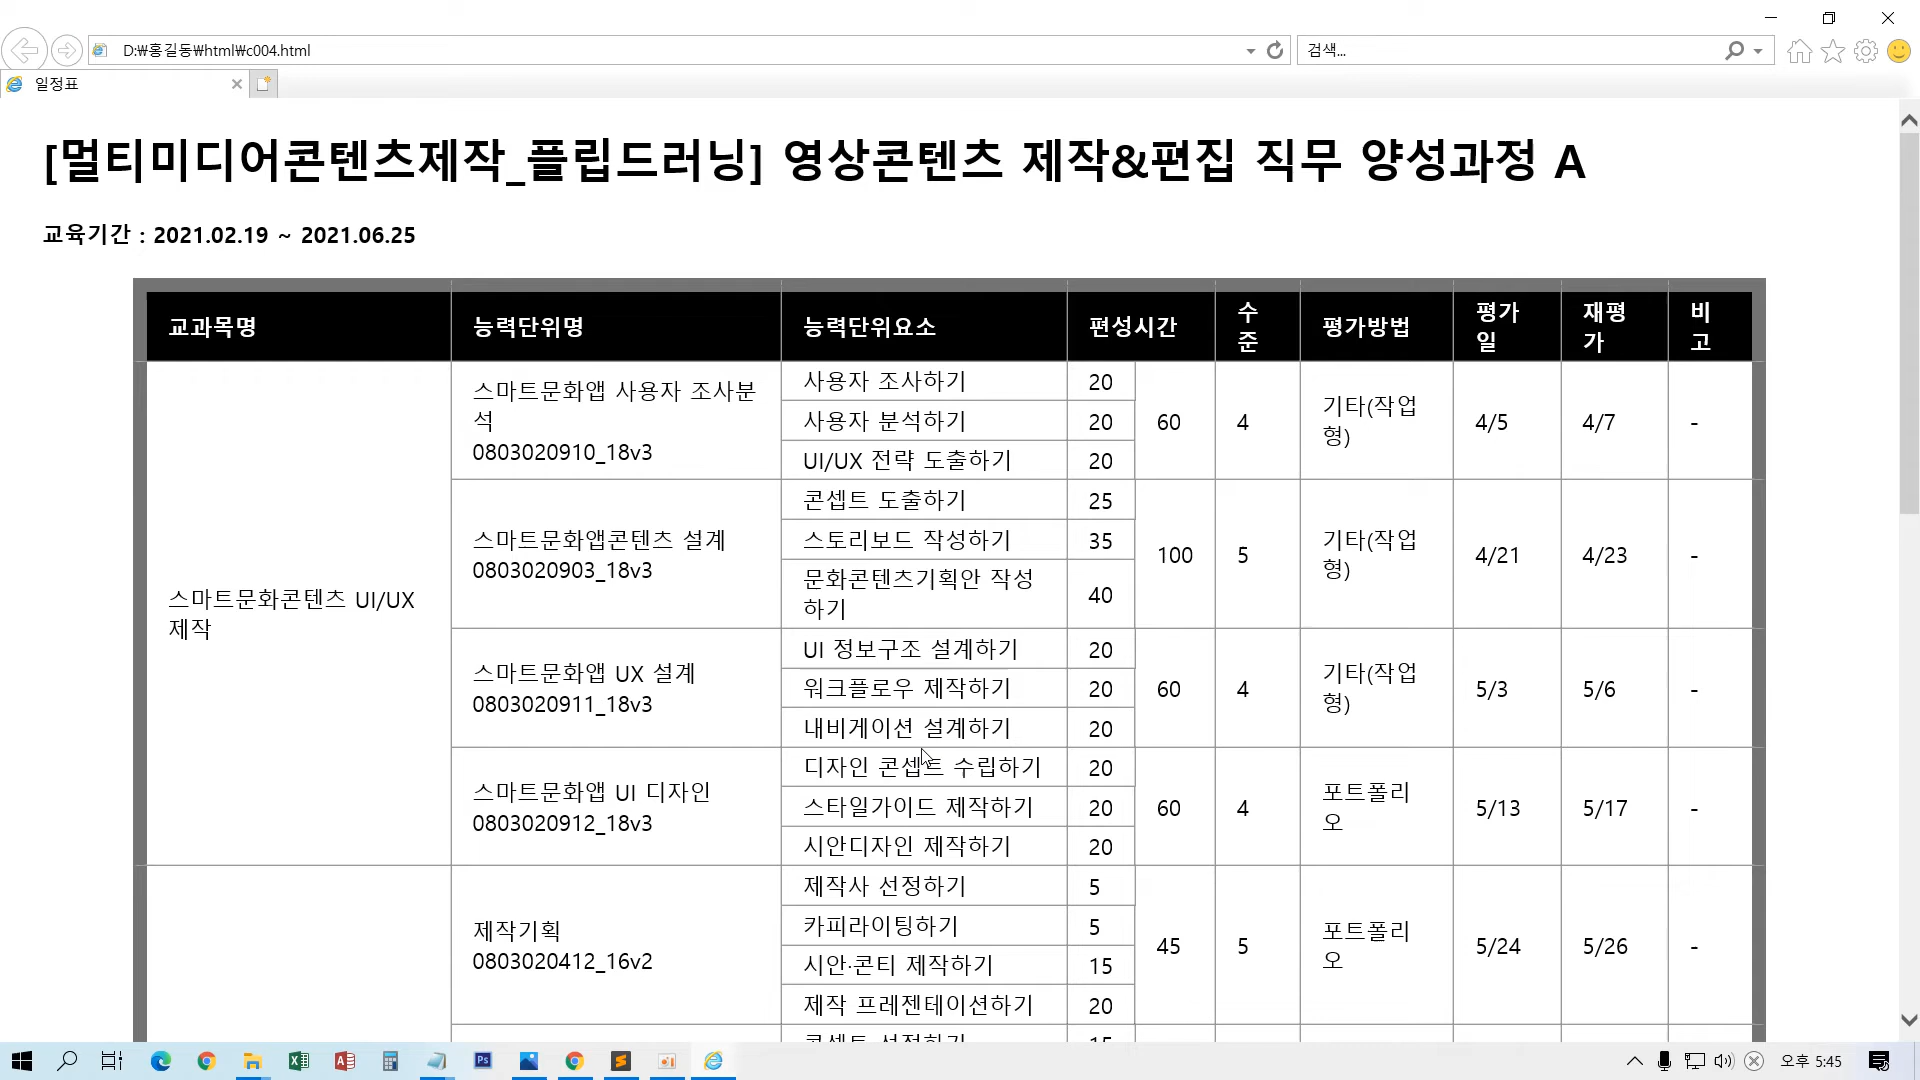 D:₩홍길동₩html₩c004.html
검색...
일정표
[멀티미디어콘텐츠제작_플립드러닝] 영상콘텐츠 제작&편집 직무 양성과정 A
교육기간 : 2021.02.19 ~ 2021.06.25
교과목명 능력단위명 능력단위요소 편성시간 수 준 평가방법 평가 일 재평 가 비 고
스마트문화콘텐츠 UI/UX
제작
스마트문화앱 사용자 조사분
석
0803020910_18v3
사용자 조사하기 20
사용자 분석하기 20
UI/UX 전략 도출하기 20
60 4 기타(작업
형) 4/5 4/7 -
스마트문화앱콘텐츠 설계
0803020903_18v3
콘셉트 도출하기 25
스토리보드 작성하기 35
문화콘텐츠기획안 작성
하기 40
100 5 기타(작업
형) 4/21 4/23 -
스마트문화앱 UX 설계
0803020911_18v3
UI 정보구조 설계하기 20
워크플로우 제작하기 20
내비게이션 설계하기 20
60 4 기타(작업
형) 5/3 5/6 -
스마트문화앱 UI 디자인
0803020912_18v3
디자인 콘셉트 수립하기 20
스타일가이드 제작하기 20
시안디자인 제작하기 20
60 4 포트폴리
오 5/13 5/17 -
제작기획
0803020412_16v2
제작사 선정하기 5
카피라이팅하기 5
시안·콘티 제작하기 15
제작 프레젠테이션하기 20
45 5 포트폴리
오 5/24 5/26 -
오후 5:45